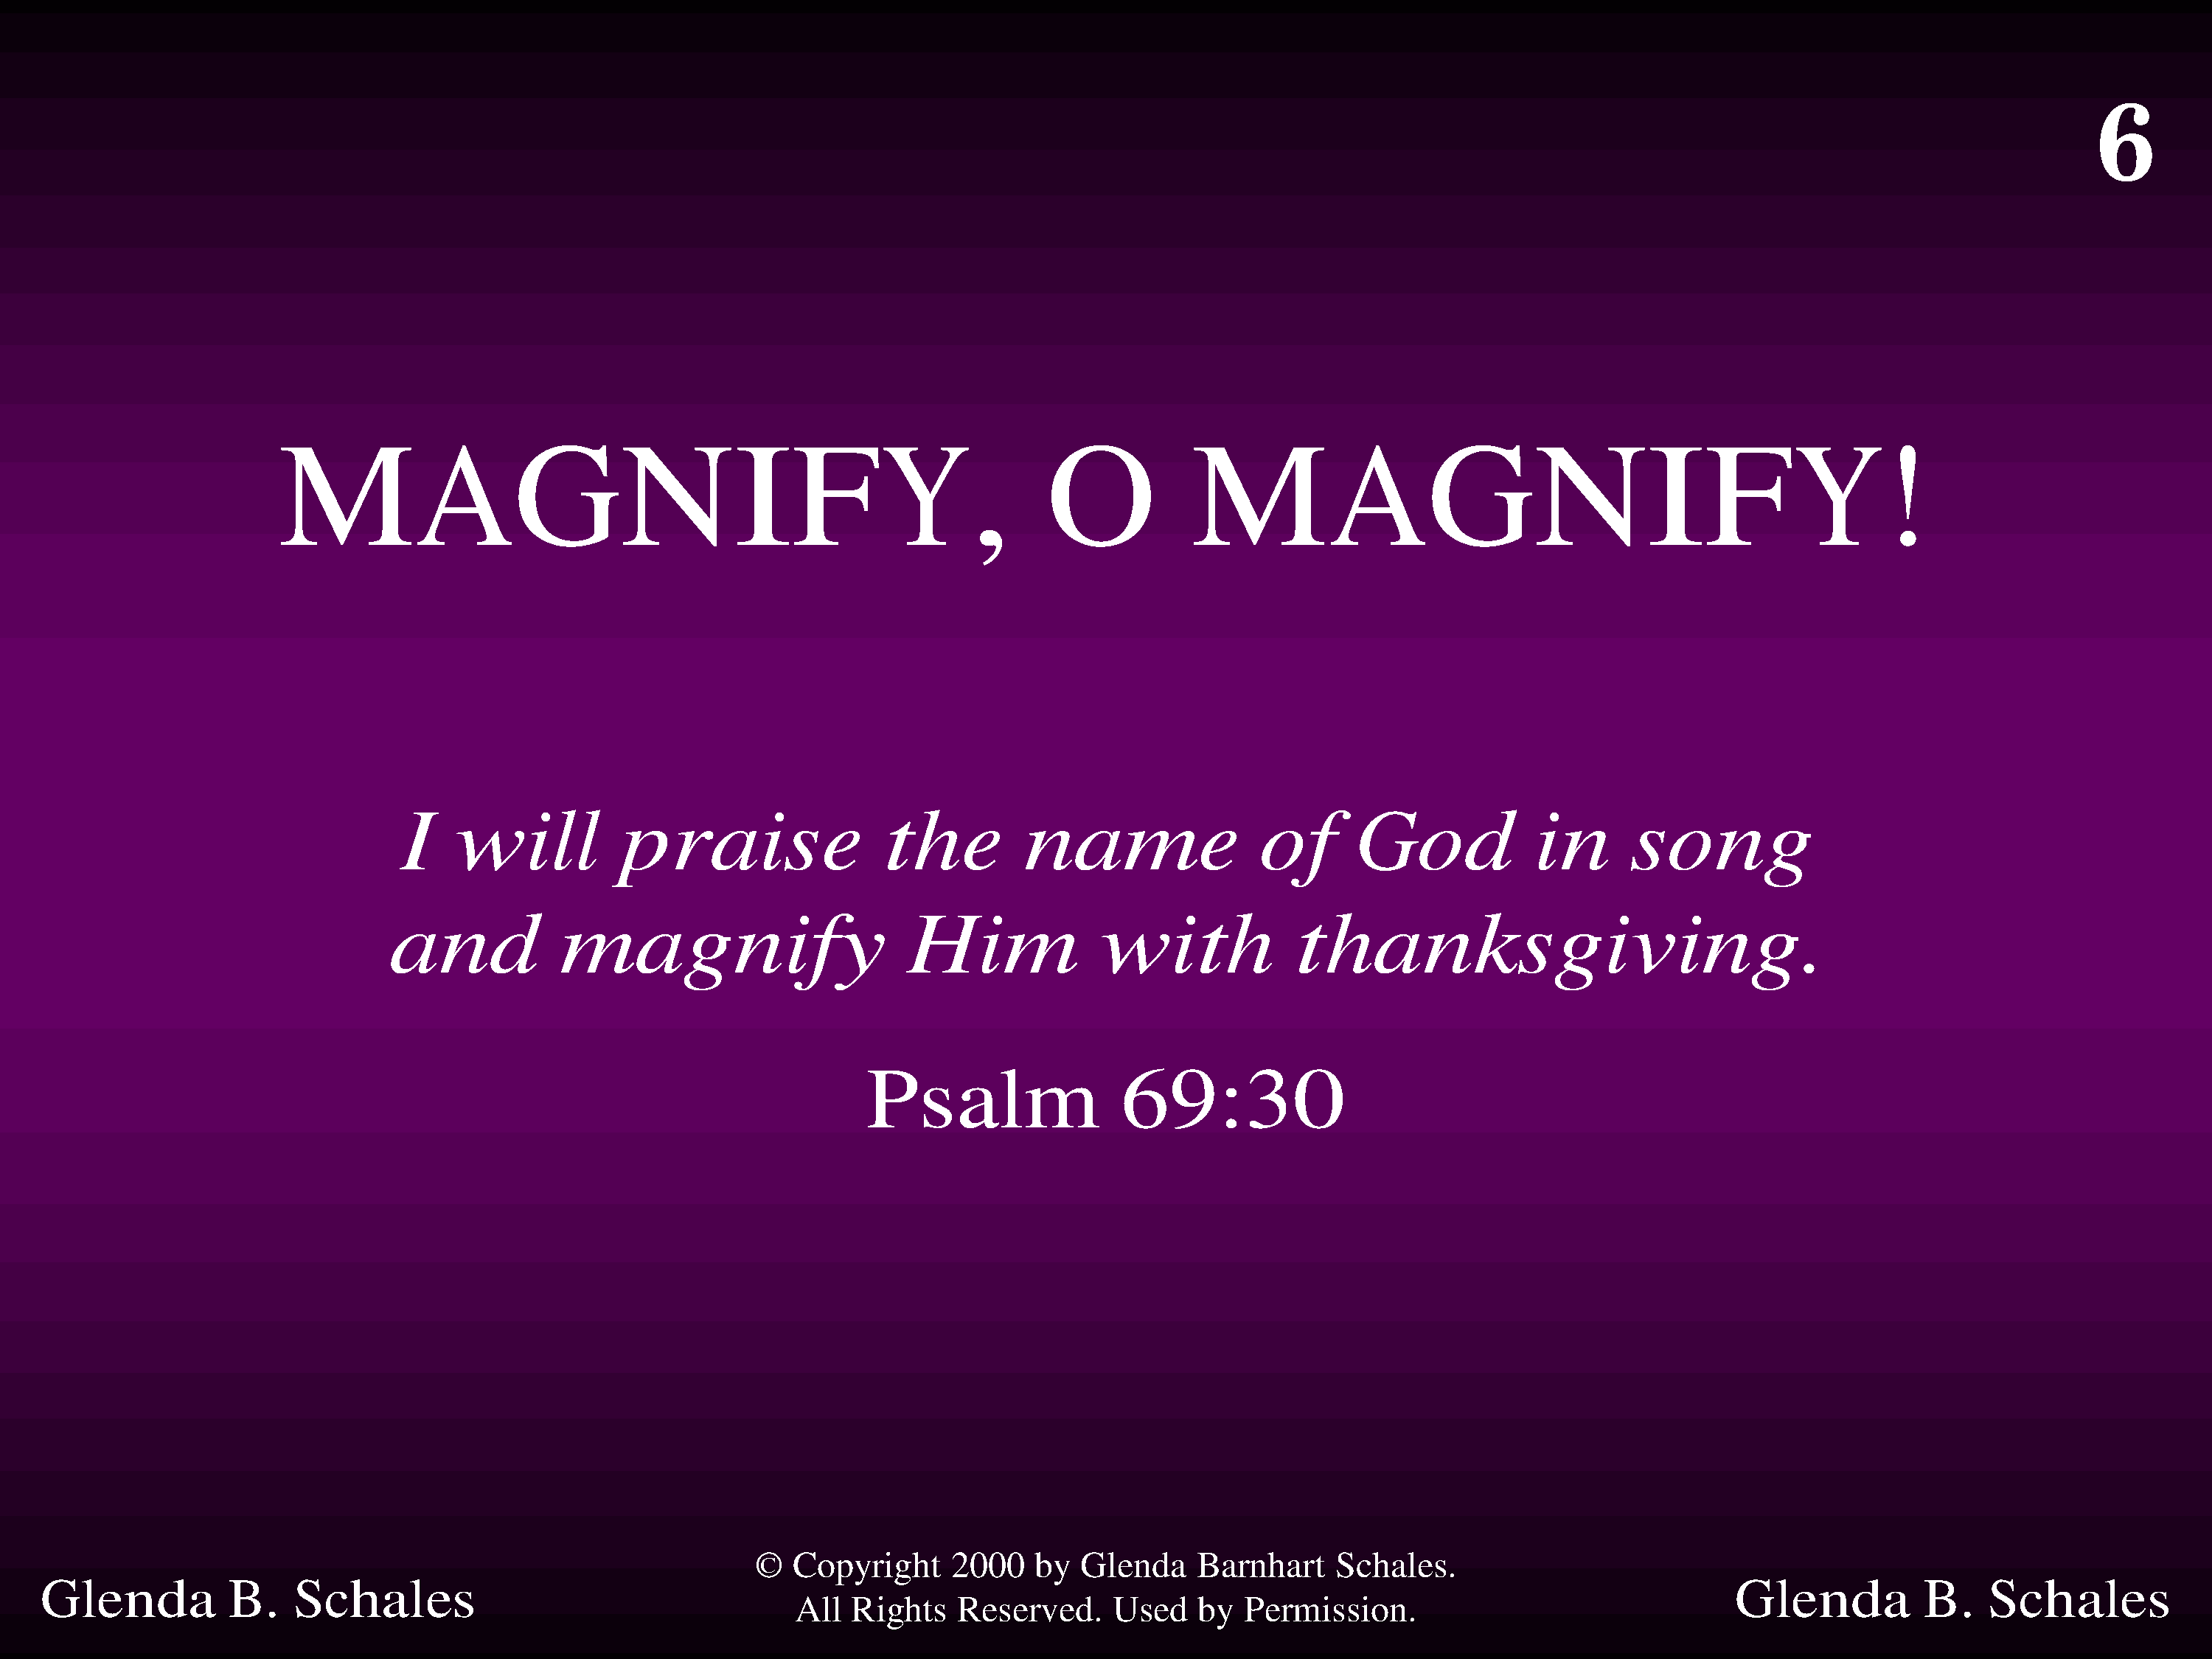 6
MAGNIFY, O MAGNIFY!
I will praise the name of God in song
and magnify Him with thanksgiving.
Psalm 69:30
Glenda B. Schales
© Copyright 2000 by Glenda Barnhart Schales.
All Rights Reserved. Used by Permission.
Glenda B. Schales